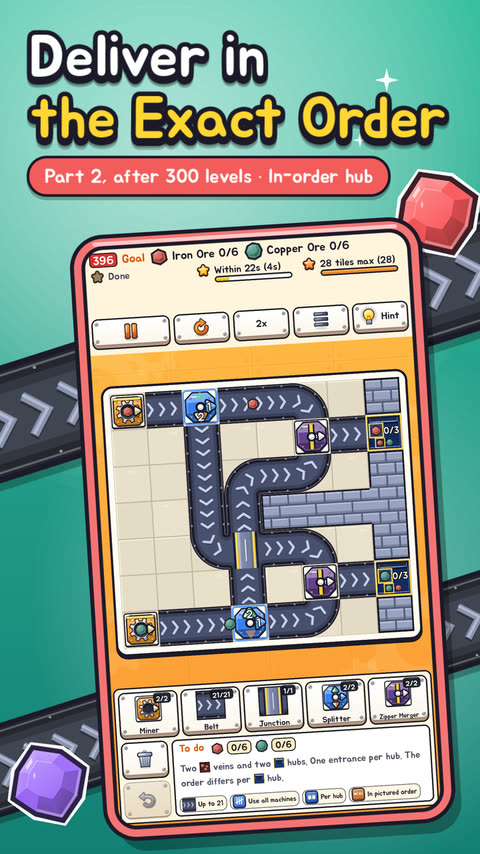 Deliver in
the Exact Order
Part 2, after 300 levels · In-order hub
396 Goal Iron Ore 0/6 Copper Ore 0/6
Done Within 22s (4s) 28 tiles max (28)
2x Hint
0/3
0/3
2/2 21/21 1/1 2/2 2/2
Miner Belt Junction Splitter Zipper Merger
To do 0/6 0/6
Two veins and two hubs. One entrance per hub. The
order differs per hub.
Up to 21 Use all machines Per hub In pictured order